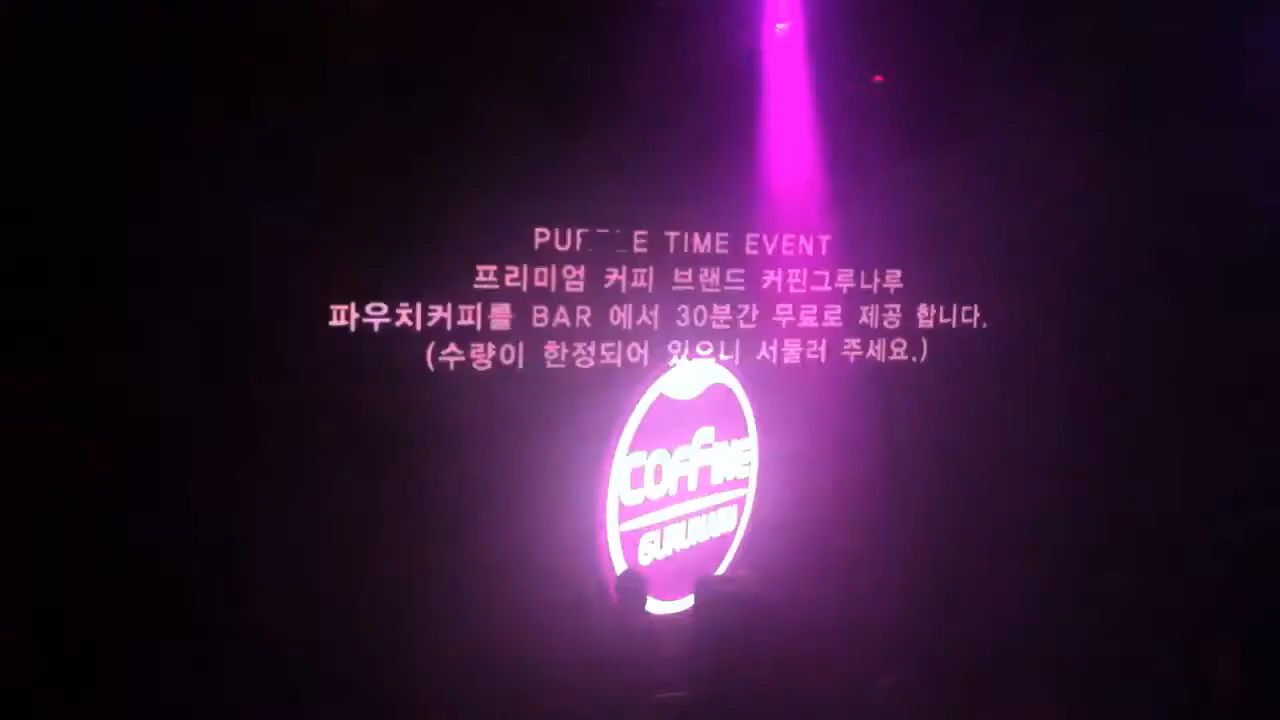 TIME EVENT
프리미엄 커피 브랜드 커핀그루나루
파우치커피를 BAR 에서 30분간 무료로 제공 합니다.
(수량이 한정되어 있으니 서둘러 주세요.)
COFFINE
GURUNARU